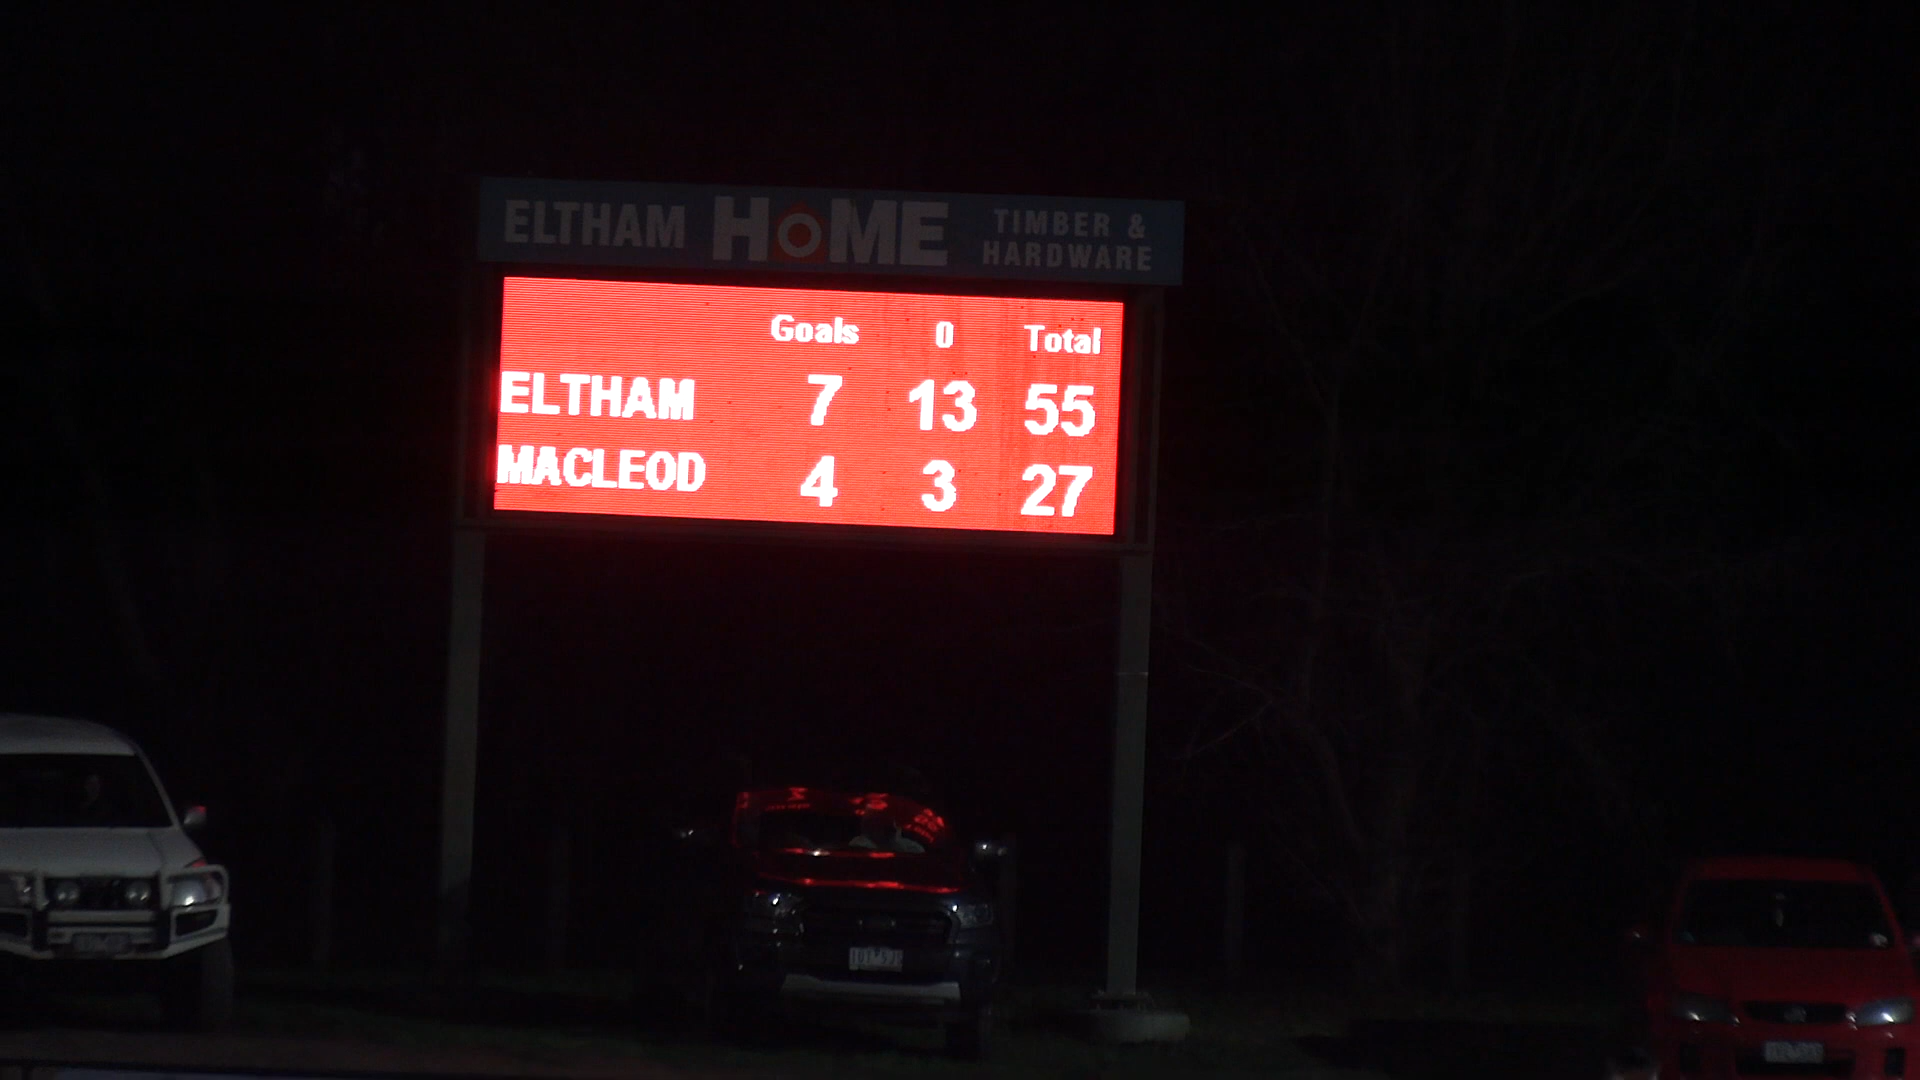 ELTHAM HOME TIMBER &
HARDWARE
Goals 0 Total
ELTHAM 7 13 55
MACLEOD 4 3 27